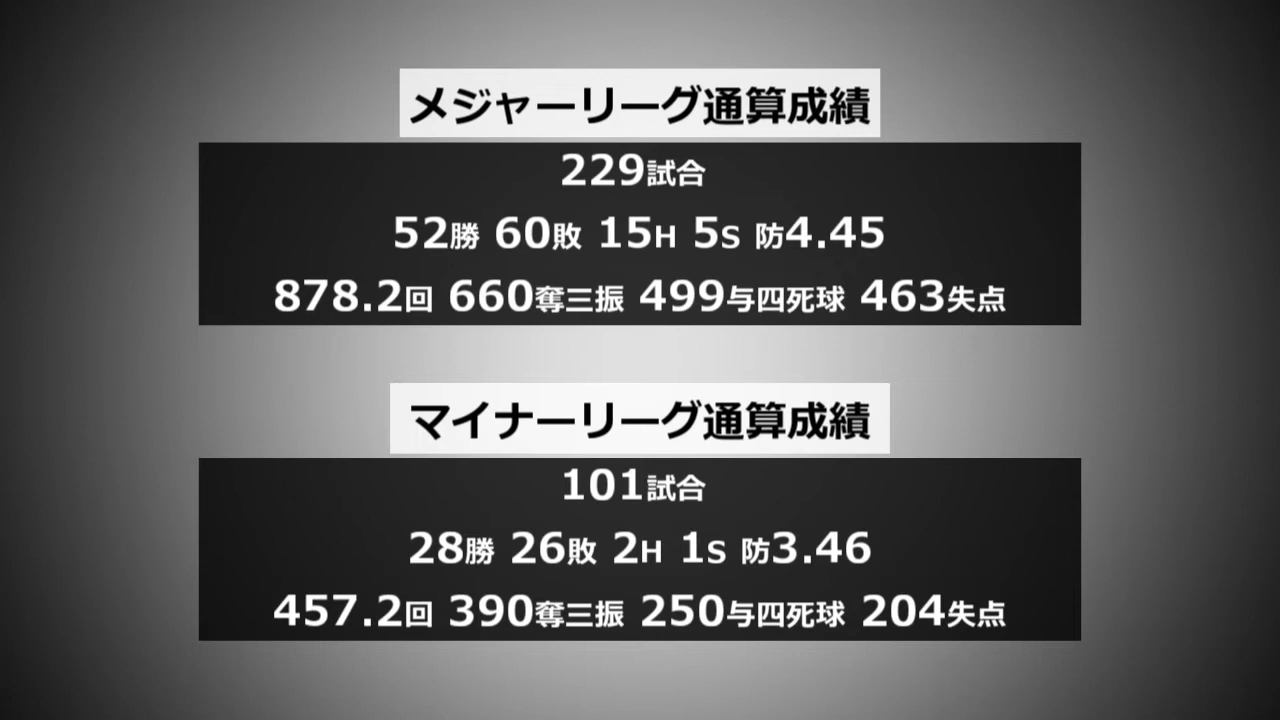 メジャーリーグ通算成績
229試合
52勝 60敗 15H 5S 防4.45
878.2回 660奪三振 499与四死球 463失点
マイナーリーグ通算成績
101試合
28勝 26敗 2H 1S 防3.46
457.2回 390奪三振 250与四死球 204失点